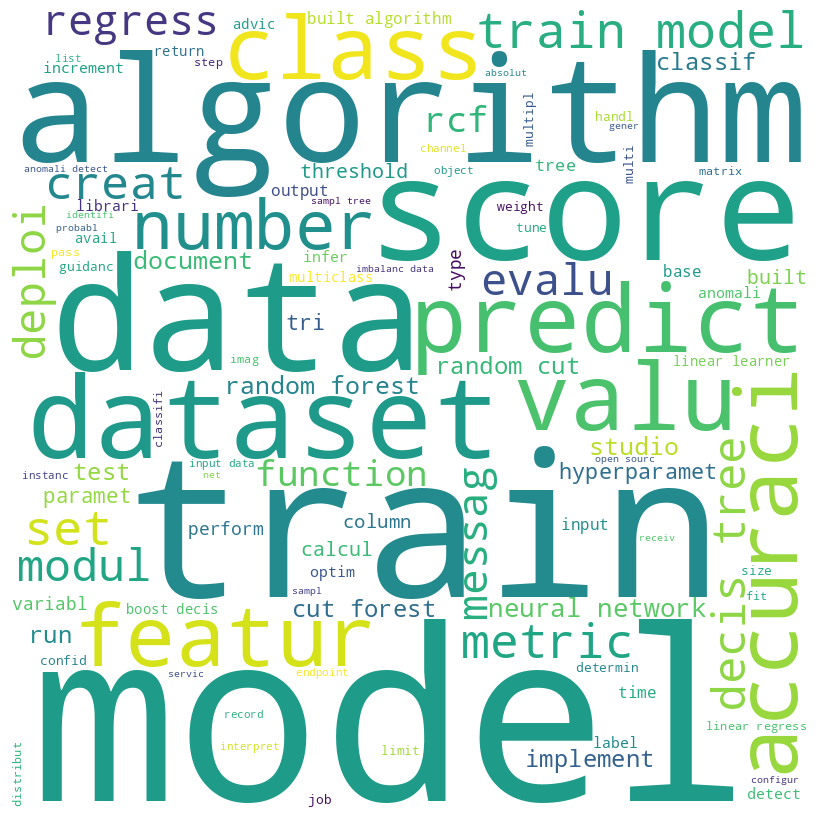 regress
advic
built algorithm
class
train model
list
return
increment
step
absolut
classif
algorithm
rcf
multipl
handl
gener
channel
anomali detect
creat
threshold
object
tree
multi
matrix
librari
output
sampl tree
score
weight
identifi
probabl
number
tune
deploi
avail
pass
guidanc
document
infer
imbalanc data
multiclass
type
evalu
base
built
anomali
data
tri
predict
imag
random cut
linear learner
dataset
random forest
valu
accuraci
classifi
studio
open sourc
instanc
test
input data
net
function
hyperparamet
decis tree
paramet
train
set
perform
column
messag
input
calcul
receiv
modul
optim
size
sampl
fit
variabl
boost decis
cut forest
neural network
run
featur
metric
confid
servic
endpoint
determin
time
model
record
linear regress
interpret
limit
label
implement
distribut
job
configur
detect